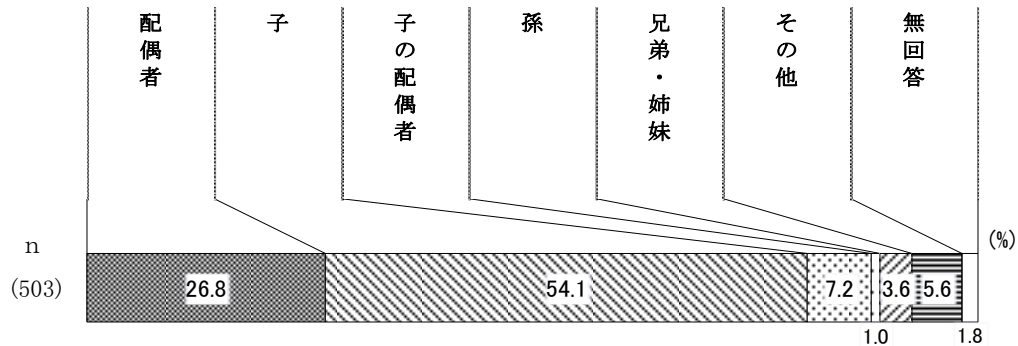 配偶者
子
子の配偶者
孫
兄弟・姉妹
その他
無回答
(%)
n
(503)
26.8
54.1
7.2
1.0
3.6
5.6
1.8